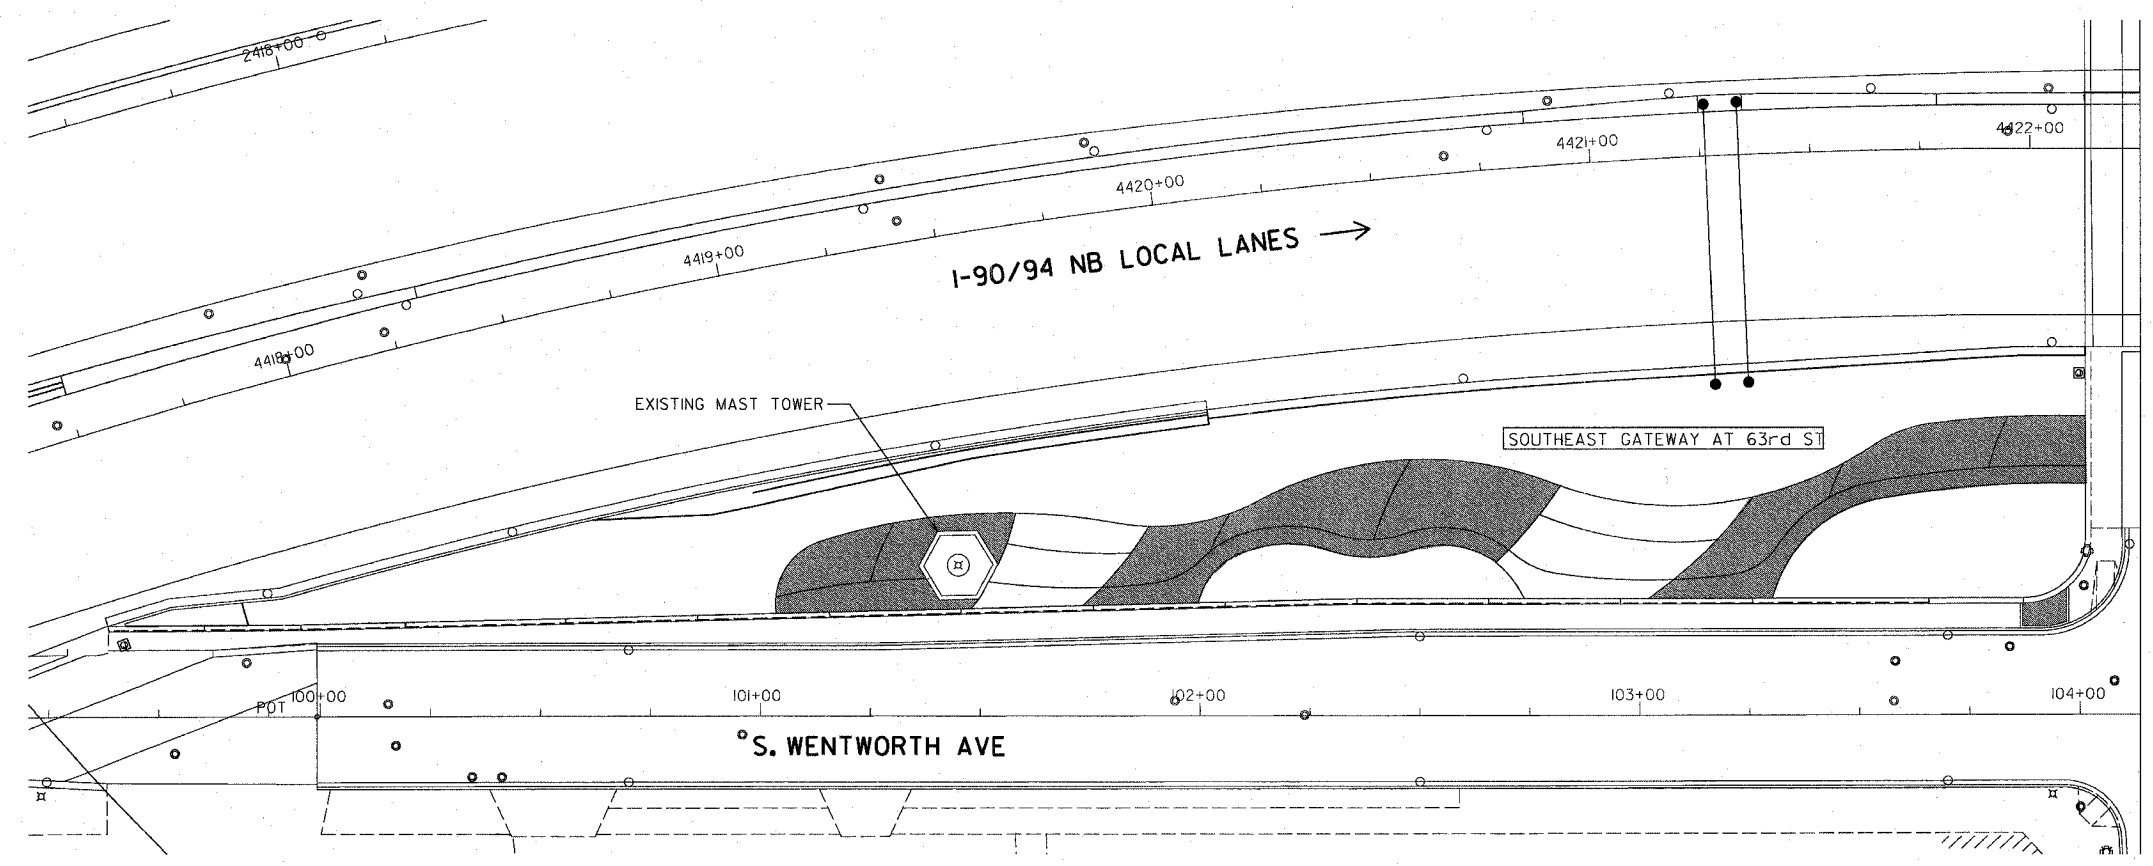 2418+00
4422+00
4421+00
4420+00
4419+00
I-90/94 NB LOCAL LANES
4418+00
EXISTING MAST TOWER
SOUTHEAST GATEWAY AT 63rd ST
POT 100+00
101+00
102+00
103+00
104+00
S. WENTWORTH AVE